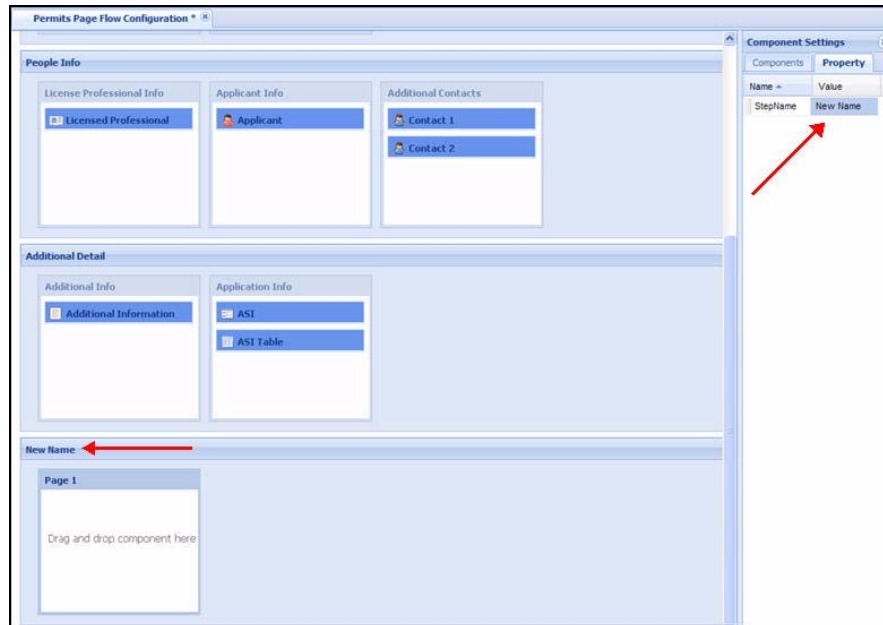 Permits Page Flow Configuration *
People Info
License Professional Info
Licensed Professional
Applicant Info
Applicant
Additional Contacts
Contact 1
Contact 2
Additional Detail
Additional Info
Additional Information
Application Info
ASI
ASI Table
New Name
Page 1
Drag and drop component here
Component Settings
Components Property
Name Value
StepName New Name